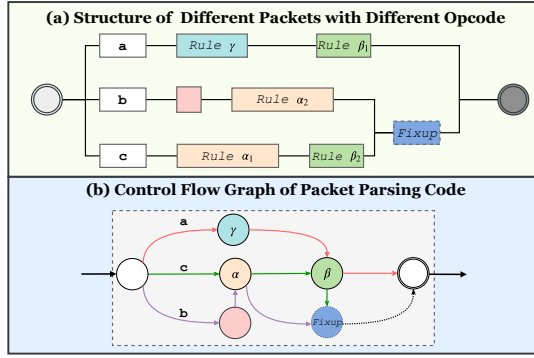 (a) Structure of Different Packets with Different Opcode
a Rule γ Rule β₁
b Rule α₂
Fixup
c Rule α₁ Rule β₂
(b) Control Flow Graph of Packet Parsing Code
a γ
c α β
b Fixup